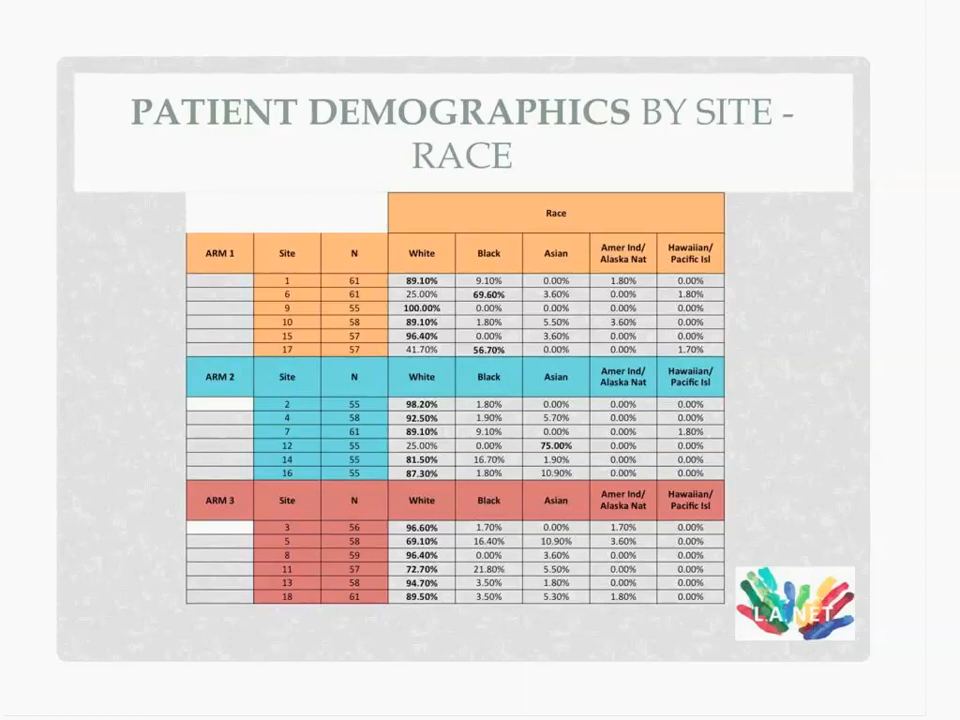 PATIENT DEMOGRAPHICS BY SITE -
RACE
Race
ARM 1 Site N White Black Asian Amer Ind/ Alaska Nat Hawaiian/ Pacific Isl
1 61 89.10% 9.10% 0.00% 1.80% 0.00%
6 61 25.00% 69.60% 3.60% 0.00% 1.80%
9 55 100.00% 0.00% 0.00% 0.00% 0.00%
10 58 89.10% 1.80% 5.50% 3.60% 0.00%
15 57 96.40% 0.00% 3.60% 0.00% 0.00%
17 57 41.70% 56.70% 0.00% 0.00% 1.70%
ARM 2 Site N White Black Asian Amer Ind/ Alaska Nat Hawaiian/ Pacific Isl
2 55 98.20% 1.80% 0.00% 0.00% 0.00%
4 58 92.50% 1.90% 5.70% 0.00% 0.00%
7 61 89.10% 9.10% 0.00% 0.00% 1.80%
12 55 25.00% 0.00% 75.00% 0.00% 0.00%
14 55 81.50% 16.70% 1.90% 0.00% 0.00%
16 55 87.30% 1.80% 10.90% 0.00% 0.00%
ARM 3 Site N White Black Asian Amer Ind/ Alaska Nat Hawaiian/ Pacific Isl
3 56 96.60% 1.70% 0.00% 1.70% 0.00%
5 58 69.10% 16.40% 10.90% 3.60% 0.00%
8 59 96.40% 0.00% 3.60% 0.00% 0.00%
11 57 72.70% 21.80% 5.50% 0.00% 0.00%
13 58 94.70% 3.50% 1.80% 0.00% 0.00%
18 61 89.50% 3.50% 5.30% 1.80% 0.00%
L.A. NET